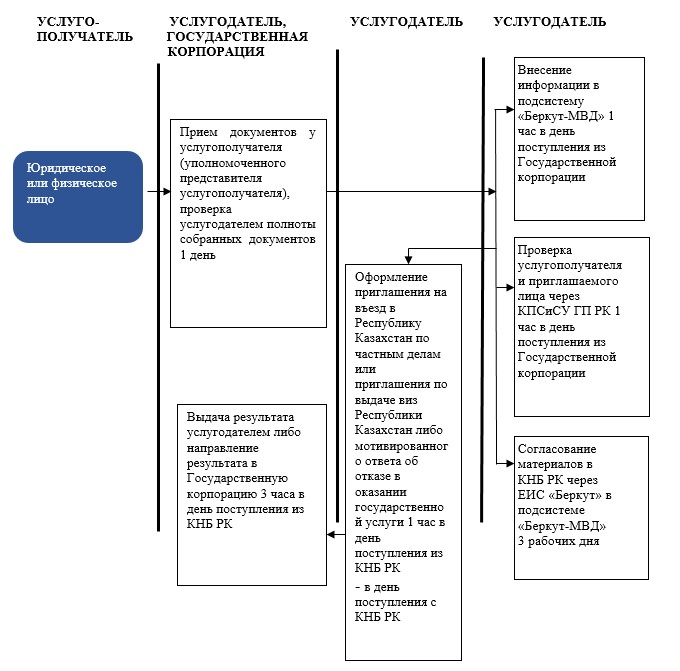 УСЛУГО-
ПОЛУЧАТЕЛЬ
УСЛУГОДАТЕЛЬ,
ГОСУДАРСТВЕННАЯ
КОРПОРАЦИЯ
УСЛУГОДАТЕЛЬ
УСЛУГОДАТЕЛЬ
Юридическое
или физическое
лицо
Прием документов у
услугополучателя
(уполномоченного
представителя
услугополучателя),
проверка
услугодателем полноты
собранных документов
1 день
Внесение
информации в
подсистему
«Беркут-МВД» 1
час в день
поступления из
Государственной
корпорации
Проверка
услугополучателя
и приглашаемого
лица через
КПСиСУ ГП РК 1
час в день
поступления из
Государственной
корпорации
Согласование
материалов в
КНБ РК через
ЕИС «Беркут» в
подсистеме
«Беркут-МВД»
3 рабочих дня
Оформление
приглашения на
въезд в
Республику
Казахстан по
частным делам
или
приглашения по
выдаче виз
Республики
Казахстан либо
мотивированног
о ответа об
отказе в
оказании
государственно
й услуги 1 час в
день
поступления из
КНБ РК
- в день
поступления с
КНБ РК
Выдача результата
услугодателем либо
направление
результата в
Государственную
корпорацию 3 часа в
день поступления из
КНБ РК